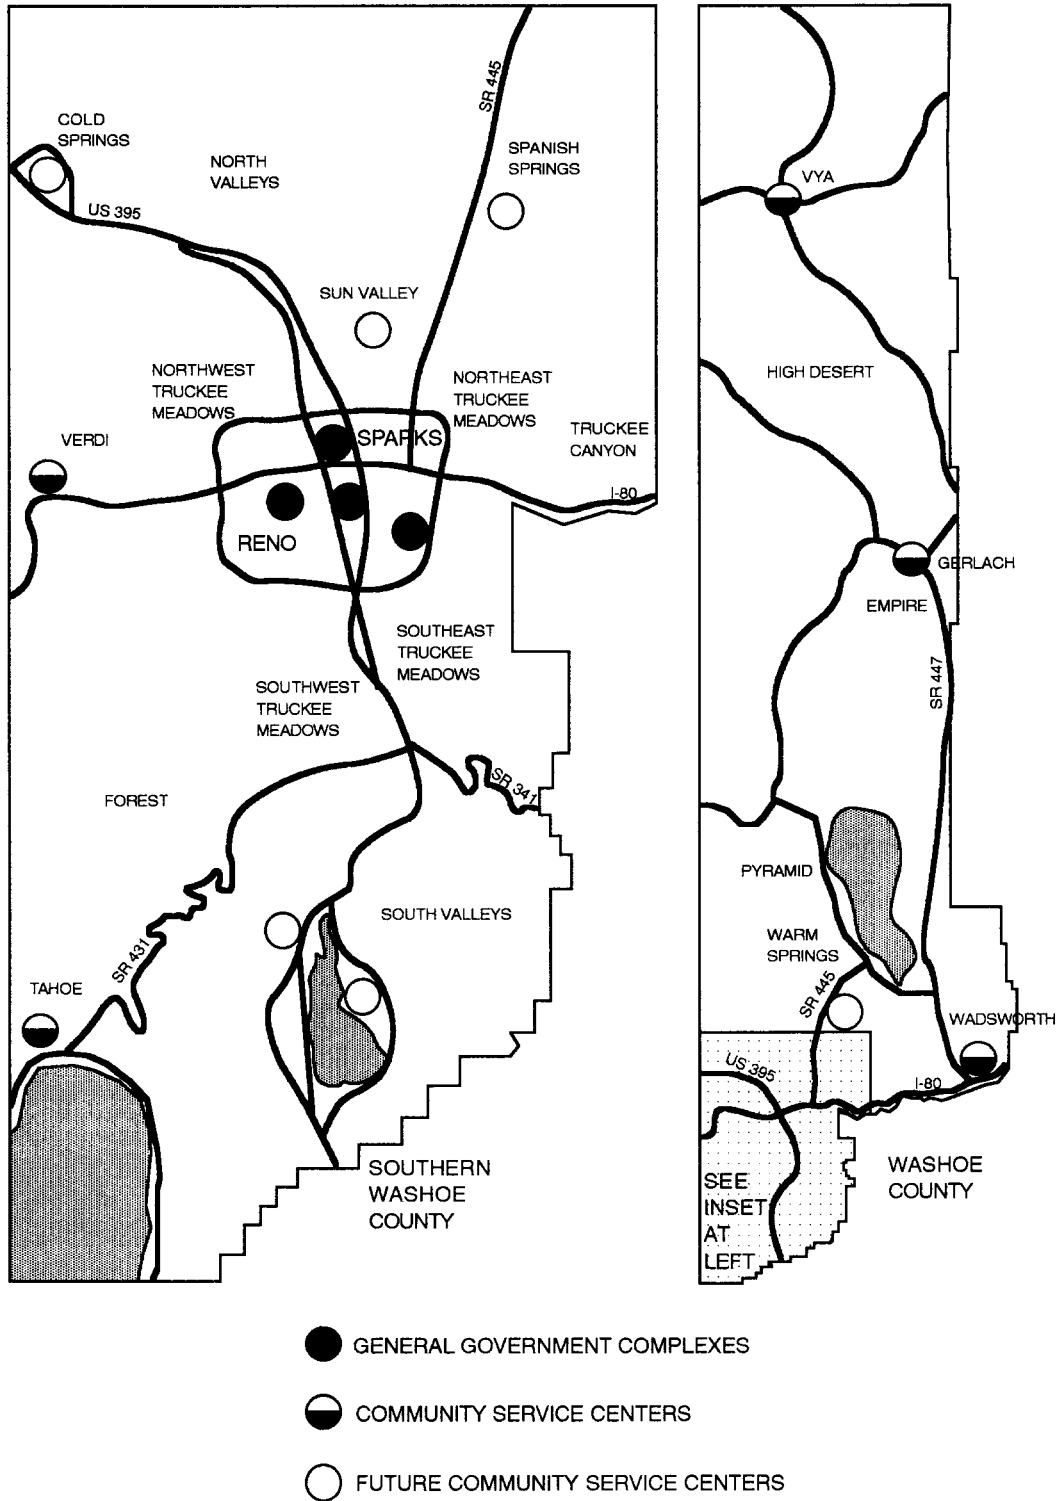 COLD
SPRINGS
NORTH
VALLEYS
US 395
SR 445
SPANISH
SPRINGS
SUN VALLEY
NORTHWEST
TRUCKEE
MEADOWS
NORTHEAST
TRUCKEE
MEADOWS
VERDI
SPARKS
TRUCKEE
CANYON
I-80
RENO
SOUTHEAST
TRUCKEE
MEADOWS
SOUTHWEST
TRUCKEE
MEADOWS
FOREST
SR 341
SOUTH VALLEYS
SR 431
TAHOE
SOUTHERN
WASHOE
COUNTY
VYA
HIGH DESERT
GERLACH
EMPIRE
SR 447
PYRAMID
WARM
SPRINGS
SR 445
WADSWORTH
US 395
I-80
SEE
INSET
AT
LEFT
WASHOE
COUNTY
GENERAL GOVERNMENT COMPLEXES
COMMUNITY SERVICE CENTERS
FUTURE COMMUNITY SERVICE CENTERS